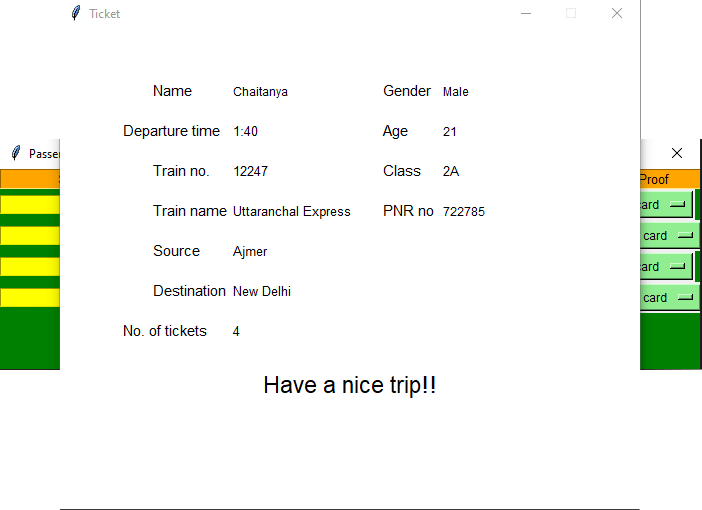 Ticket
Name Chaitanya Gender Male
Departure time 1:40 Age 21
Passen
Train no. 12247 Class 2A
Proof
Train name Uttaranchal Express PNR no 722785
card
card
Source Ajmer
card
Destination New Delhi
card
No. of tickets 4
Have a nice trip!!